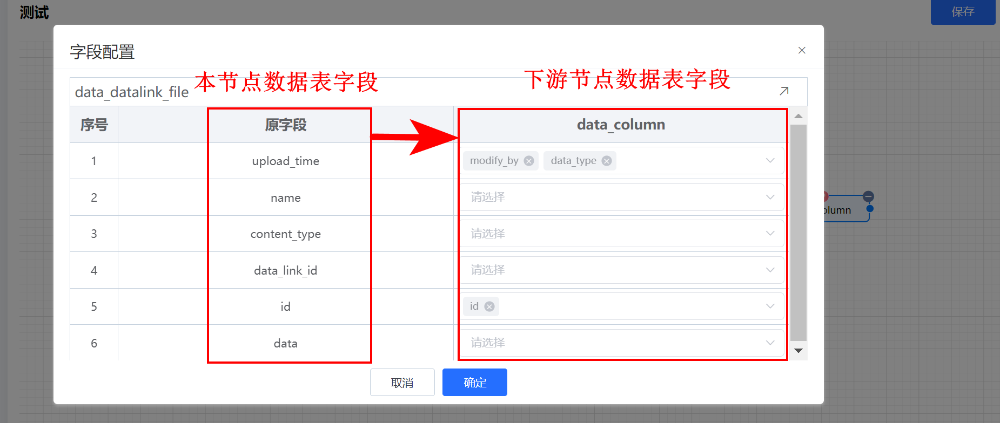 测试
保存
字段配置
本节点数据表字段
下游节点数据表字段
data_datalink_file
序号 原字段 data_column
1 upload_time modify_by data_type
2 name 请选择
3 content_type 请选择
4 data_link_id 请选择
5 id id
6 data 请选择
olumn
取消 确定